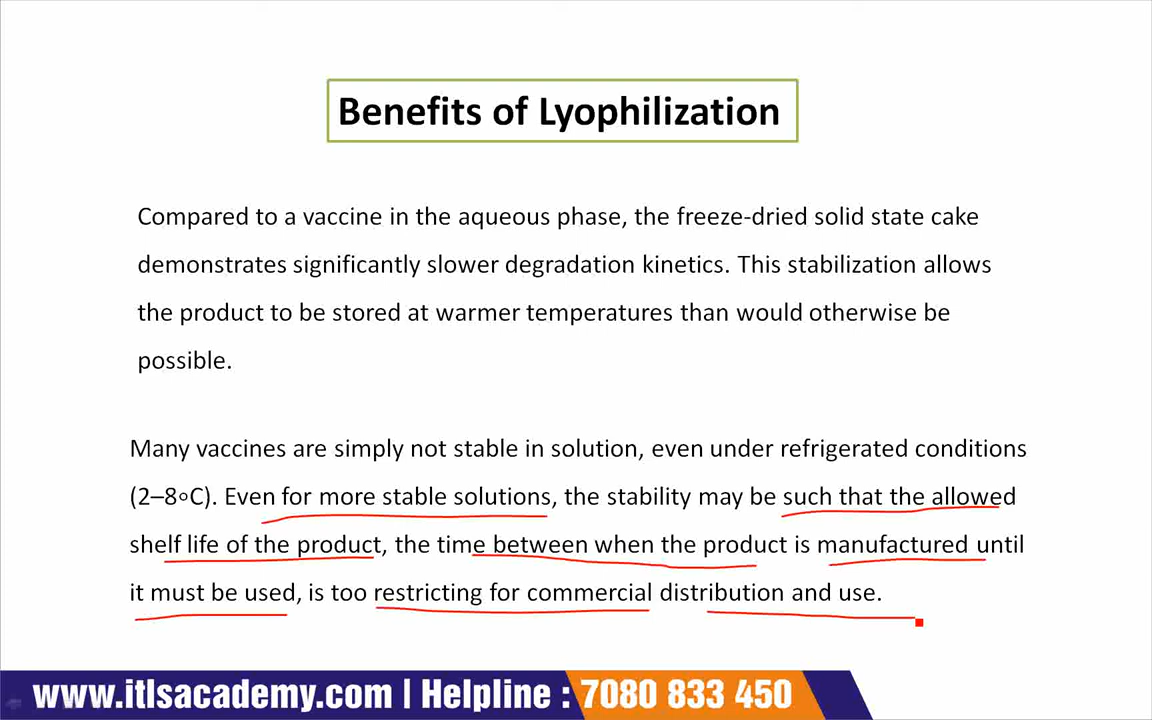 Benefits of Lyophilization
Compared to a vaccine in the aqueous phase, the freeze-dried solid state cake
demonstrates significantly slower degradation kinetics. This stabilization allows
the product to be stored at warmer temperatures than would otherwise be
possible.
Many vaccines are simply not stable in solution, even under refrigerated conditions
(2–8∘C). Even for more stable solutions, the stability may be such that the allowed
shelf life of the product, the time between when the product is manufactured until
it must be used, is too restricting for commercial distribution and use.
www.itlsacademy.com | Helpline : 7080 833 450